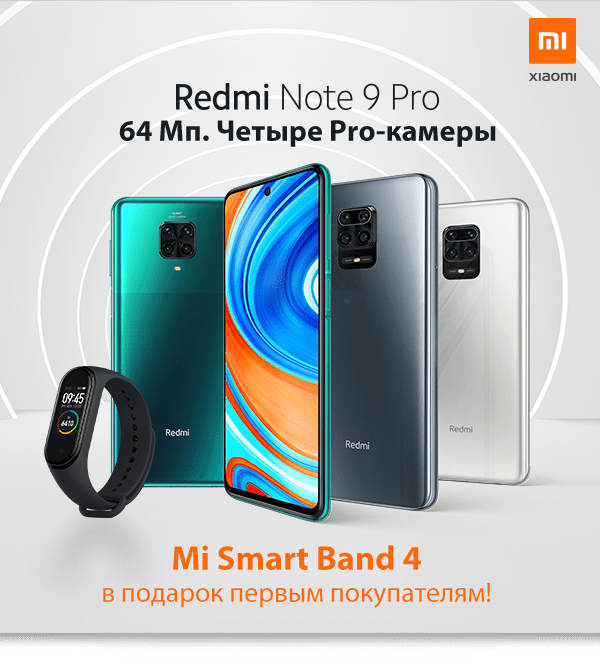 xiaomi
Redmi Note 9 Pro
64 Мп. Четыре Pro-камеры
09:45
6410
Redmi
Redmi
Redmi
Mi Smart Band 4
в подарок первым покупателям!